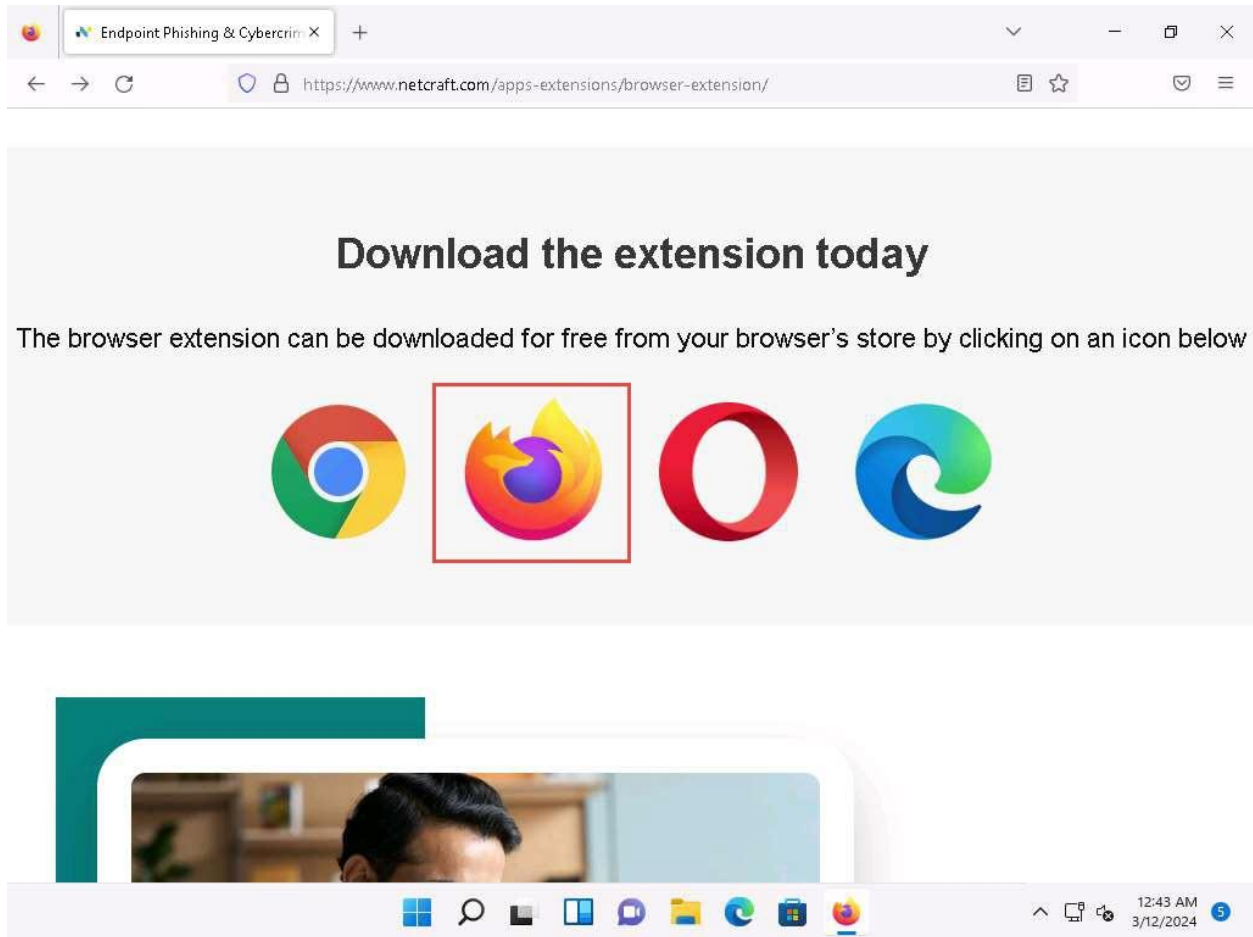 Endpoint Phishing & Cybercrim
https://www.netcraft.com/apps-extensions/browser-extension/
Download the extension today
The browser extension can be downloaded for free from your browser's store by clicking on an icon below
12:43 AM
3/12/2024
5